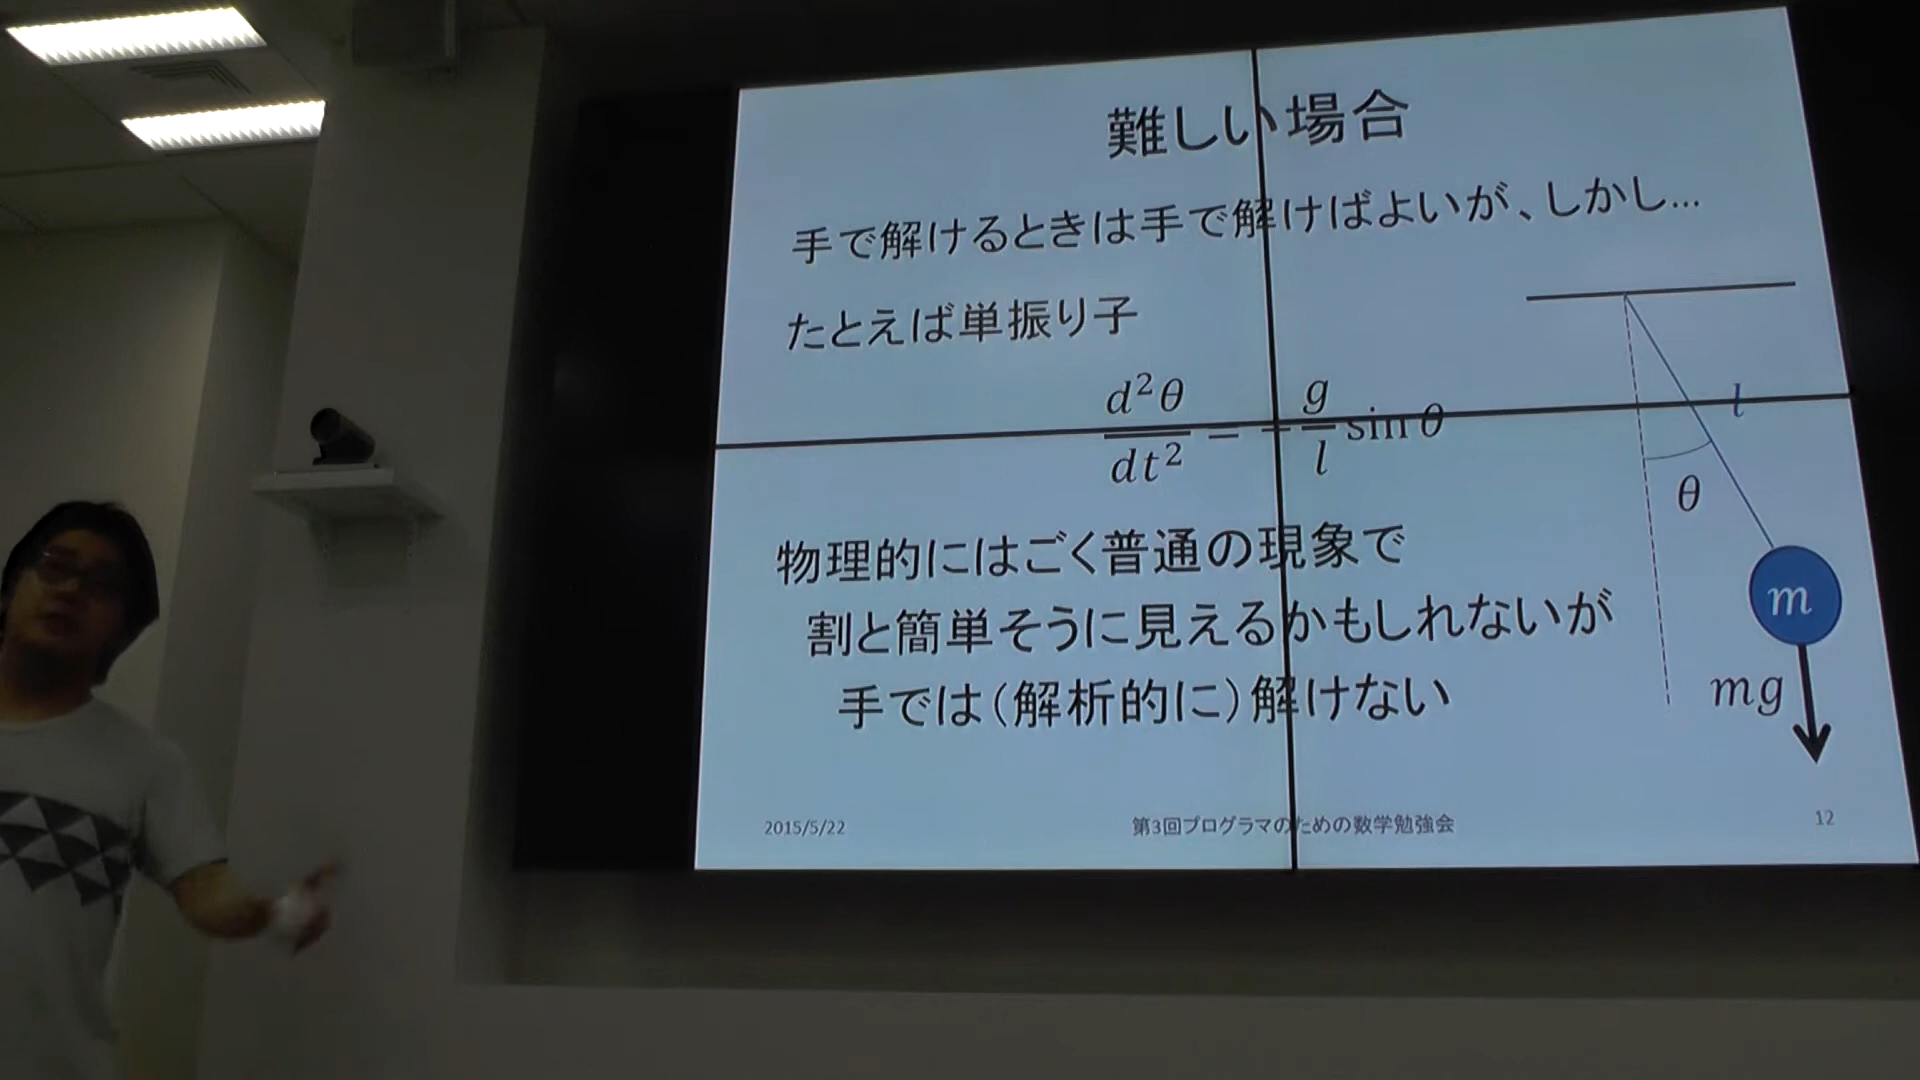 難しい場合
手で解けるときは手で解けばよいが、しかし…
たとえば単振り子
d²θ/dt² = −g/l sin θ
l
θ
m
mg
物理的にはごく普通の現象で
割と簡単そうに見えるかもしれないが
手では(解析的に)解けない
2015/5/22
第3回プログラマのための数学勉強会
12